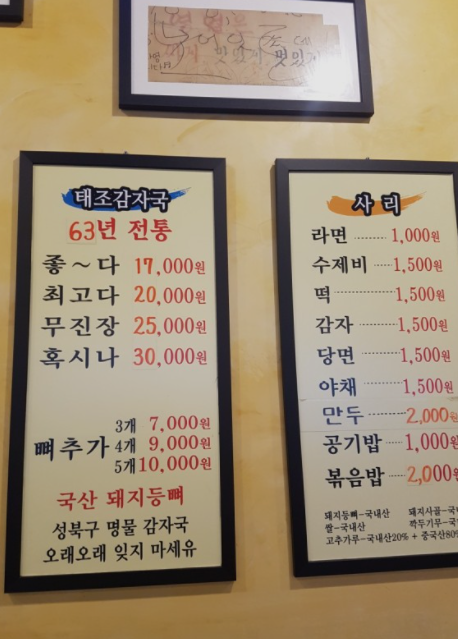 맛있게 멋있게
태조감자국
63년 전통
좋~다 17,000원
최고다 20,000원
무진장 25,000원
혹시나 30,000원
3개 7,000원
뼈추가 4개 9,000원
5개 10,000원
국산 돼지등뼈
성북구 명물 감자국
오래오래 잊지 마세유
사리
라면 ------- 1,000원
수제비 ------ 1,500원
떡 ---------- 1,500원
감자 ------- 1,500원
당면 ------- 1,500원
야채 ------- 1,500원
만두 ------- 2,000원
공기밥 ---- 1,000원
볶음밥 ---- 2,000원
돼지등뼈-국내산 돼지사골-국
쌀-국내산 깍두기무-국
고추가루-국내산20% + 중국산80%